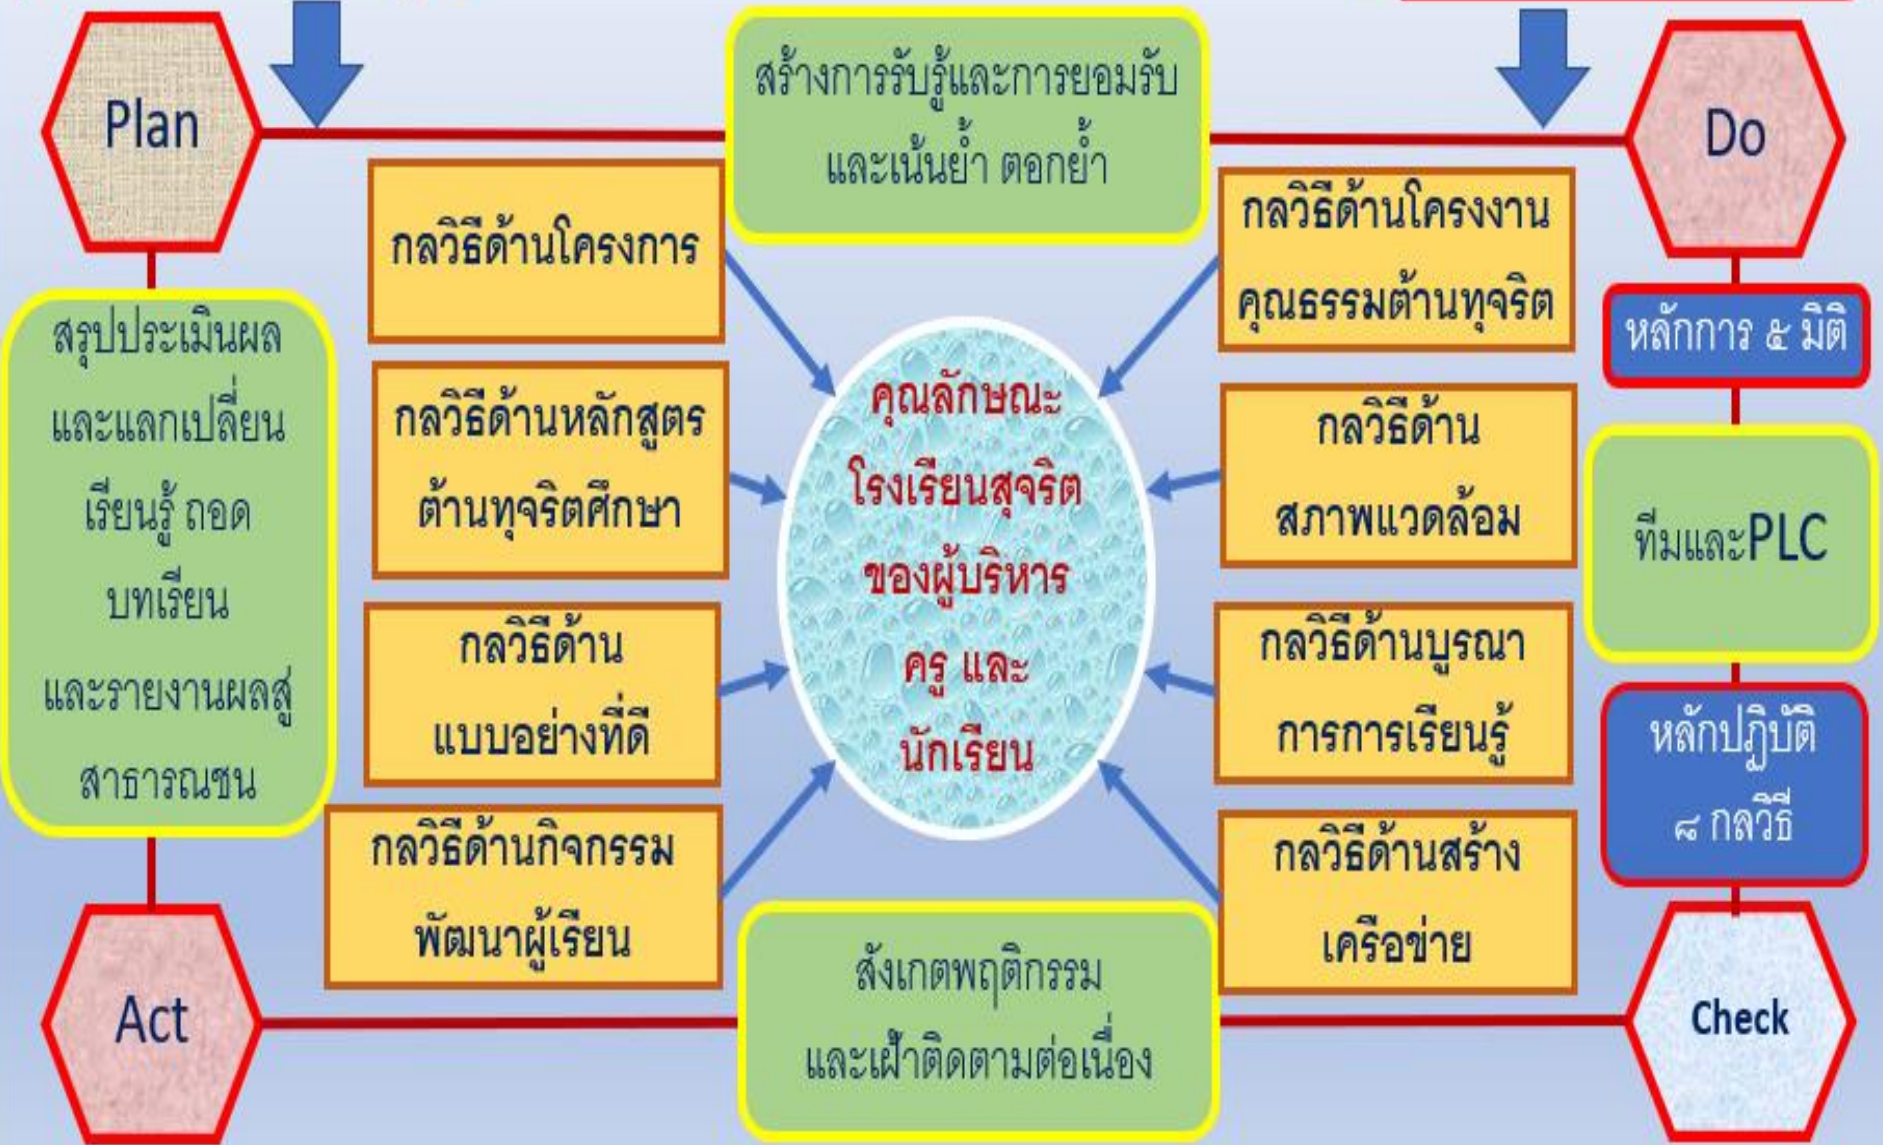 Plan
สร้างการรับรู้และการยอมรับ
และเน้นย้ำ ตอกย้ำ
Do
กลวิธีด้านโครงการ
กลวิธีด้านโครงงาน
คุณธรรมต้านทุจริต
หลักการ ๕ มิติ
สรุปประเมินผล
และแลกเปลี่ยน
เรียนรู้ ถอด
บทเรียน
และรายงานผลสู่
สาธารณชน
กลวิธีด้านหลักสูตร
ต้านทุจริตศึกษา
คุณลักษณะ
โรงเรียนสุจริต
ของผู้บริหาร
ครู และ
นักเรียน
กลวิธีด้าน
สภาพแวดล้อม
ทีมและPLC
กลวิธีด้าน
แบบอย่างที่ดี
กลวิธีด้านบูรณา
การการเรียนรู้
หลักปฏิบัติ
๘ กลวิธี
กลวิธีด้านกิจกรรม
พัฒนาผู้เรียน
กลวิธีด้านสร้าง
เครือข่าย
Act
สังเกตพฤติกรรม
และเฝ้าติดตามต่อเนื่อง
Check